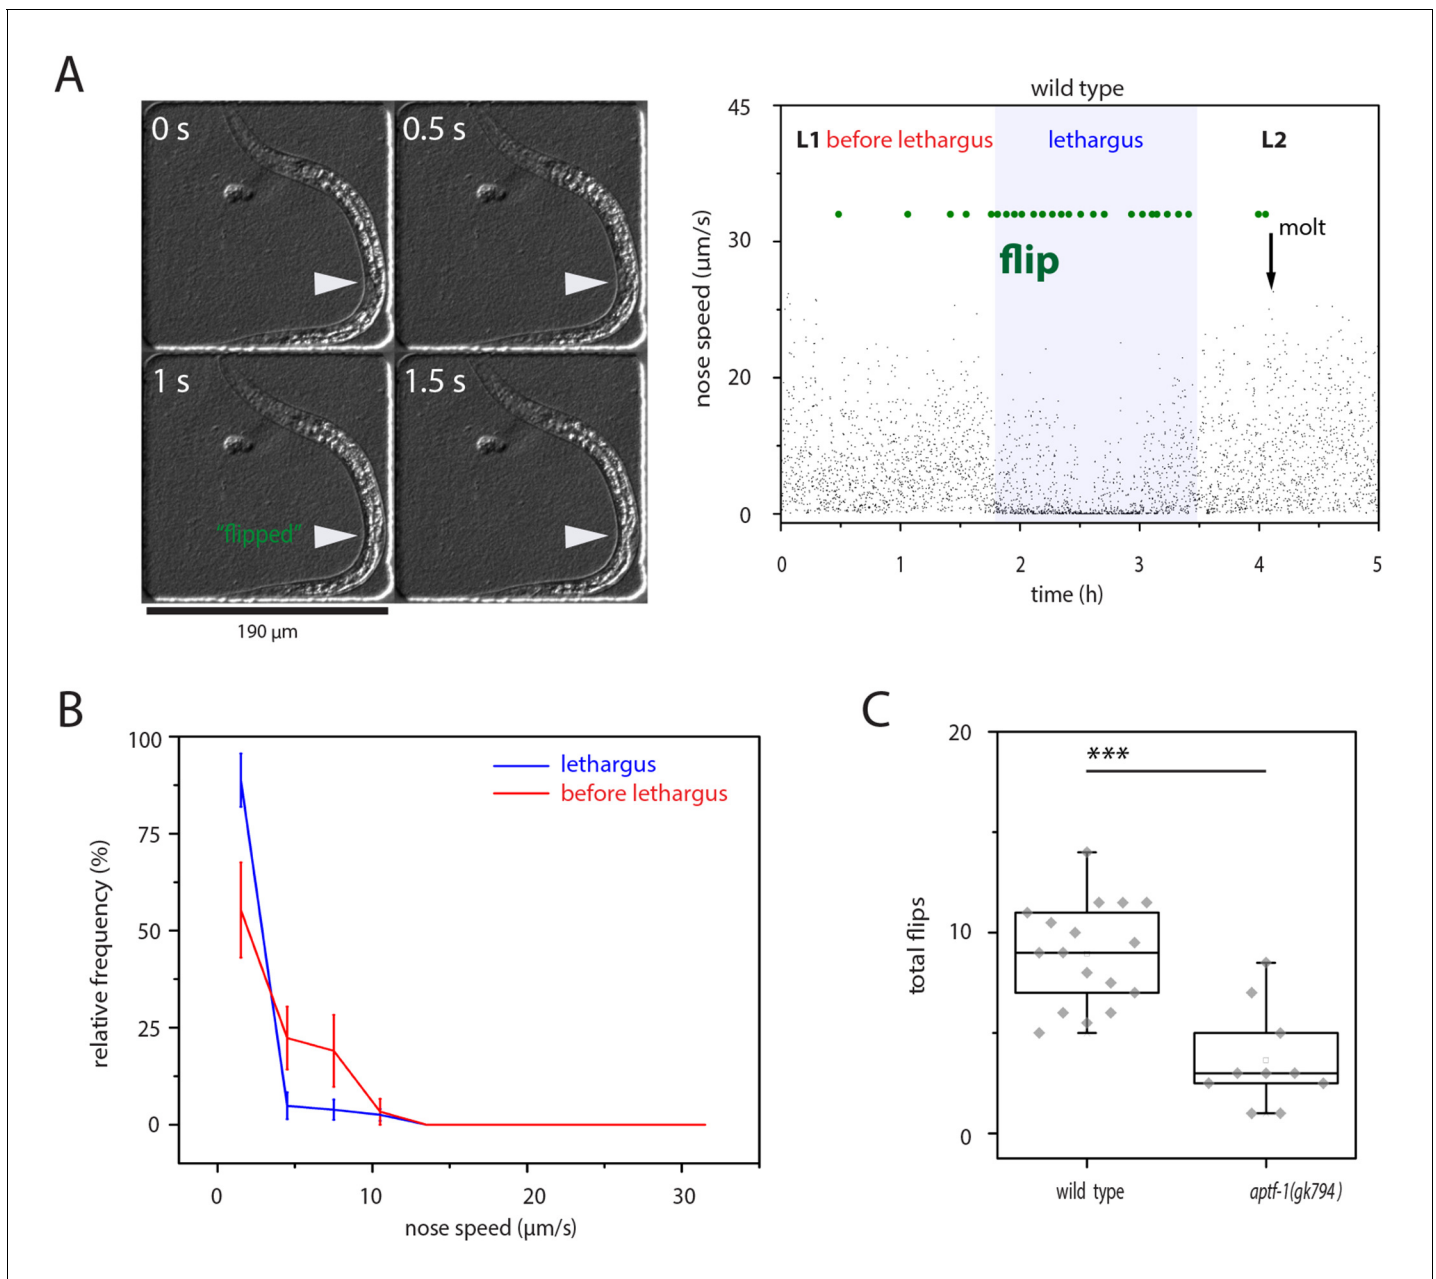 A
0 s
0.5 s
1 s
1.5 s
“flipped”
190 µm
wild type
L1 before lethargus
lethargus
L2
flip
molt
nose speed (µm/s)
45
30
20
0
0 1 2 3 4 5
time (h)
B
lethargus
before lethargus
relative frequency (%)
100
75
50
25
0
0 10 20 30
nose speed (µm/s)
C
***
total flips
20
10
0
wild type
aptf-1(gk794)